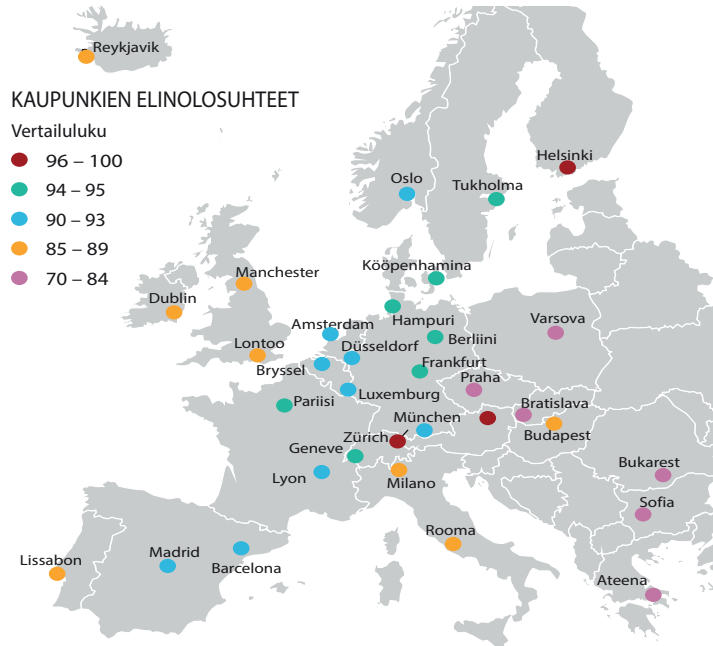 Reykjavik
KAUPUNKIEN ELINOLOSUHTEET
Vertailuluku
96 – 100
94 – 95
90 – 93
85 – 89
70 – 84
Helsinki
Oslo
Tukholma
Kööpenhamina
Manchester
Dublin
Hampuri
Varsova
Amsterdam
Berliini
Lontoo
Düsseldorf
Bryssel
Frankfurt
Praha
Luxemburg
Pariisi
Bratislava
München
Zürich
Budapest
Geneve
Lyon
Milano
Bukarest
Sofia
Rooma
Lissabon
Madrid
Barcelona
Ateena